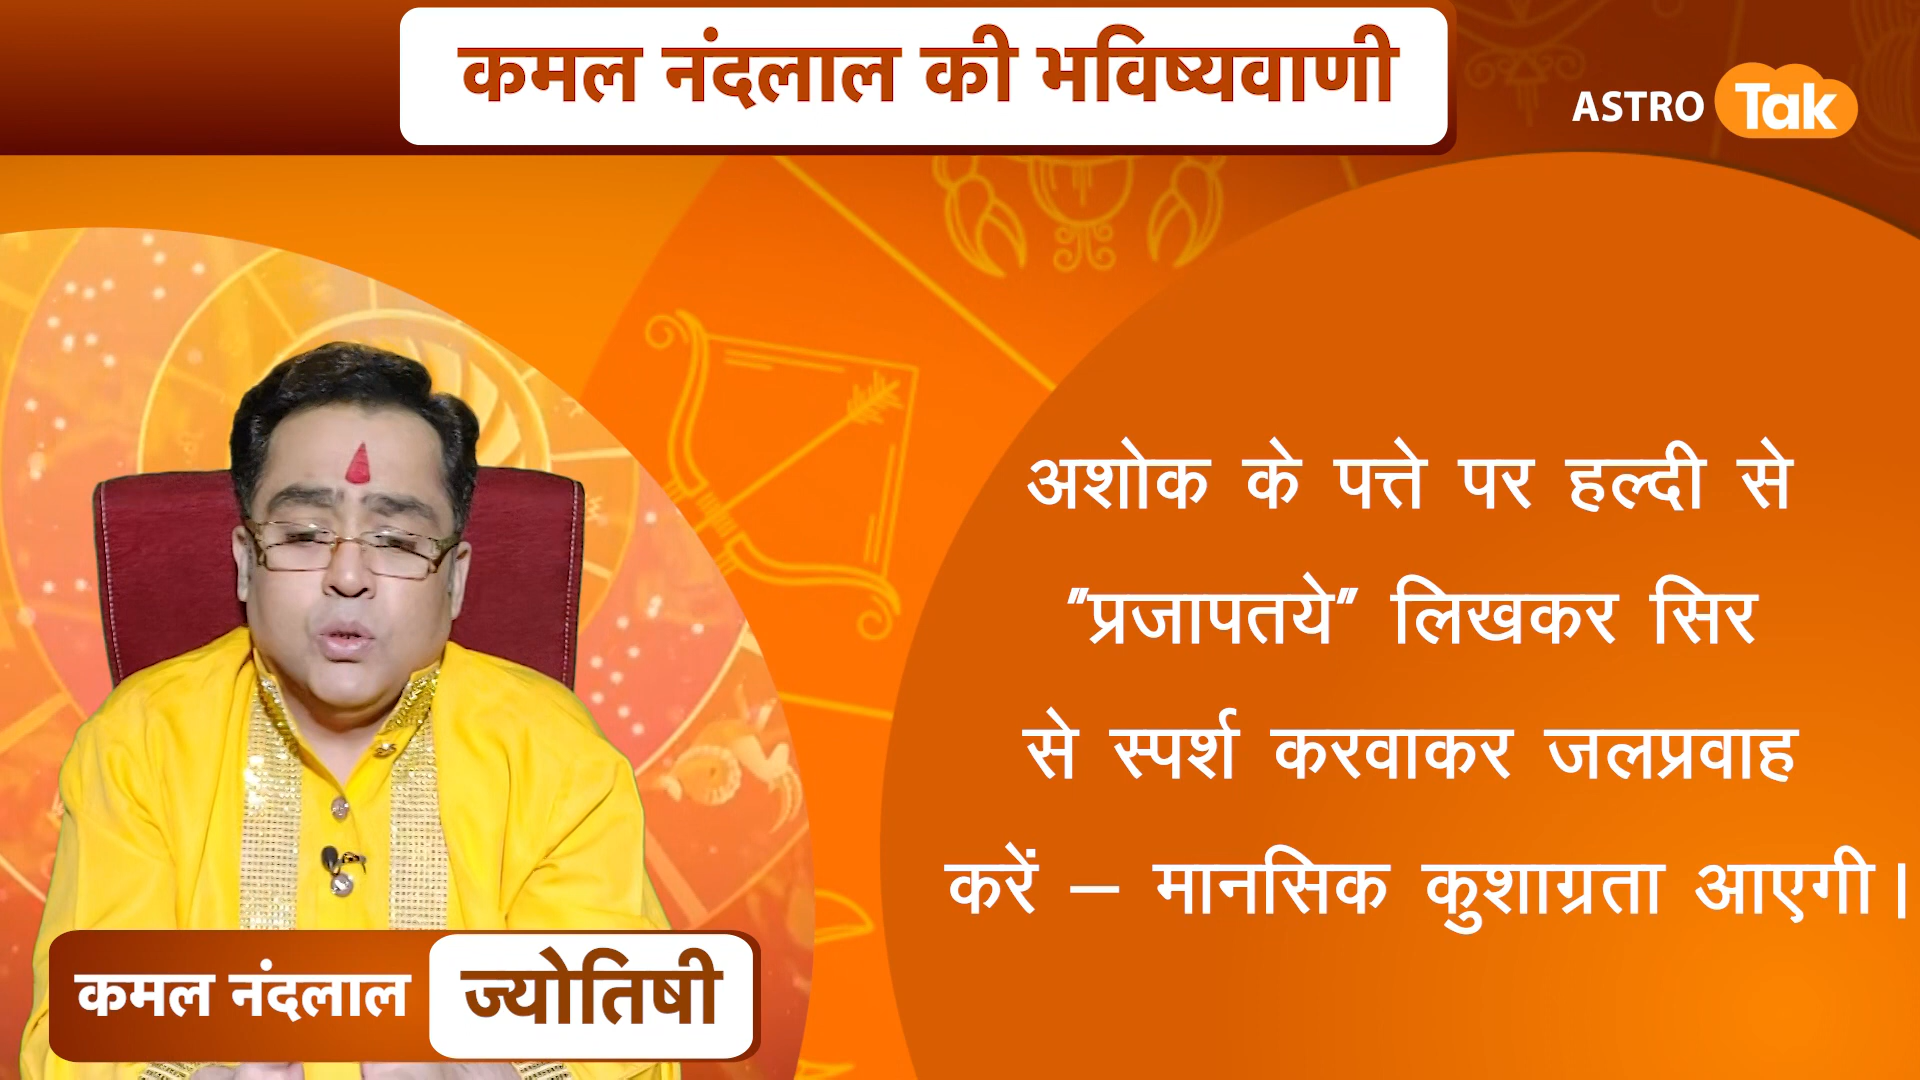 कमल नंदलाल की भविष्यवाणी
ASTRO Tak
अशोक के पत्ते पर हल्दी से
"प्रजापतये" लिखकर सिर
से स्पर्श करवाकर जलप्रवाह
करें – मानसिक कुशाग्रता आएगी।
कमल नंदलाल ज्योतिषी